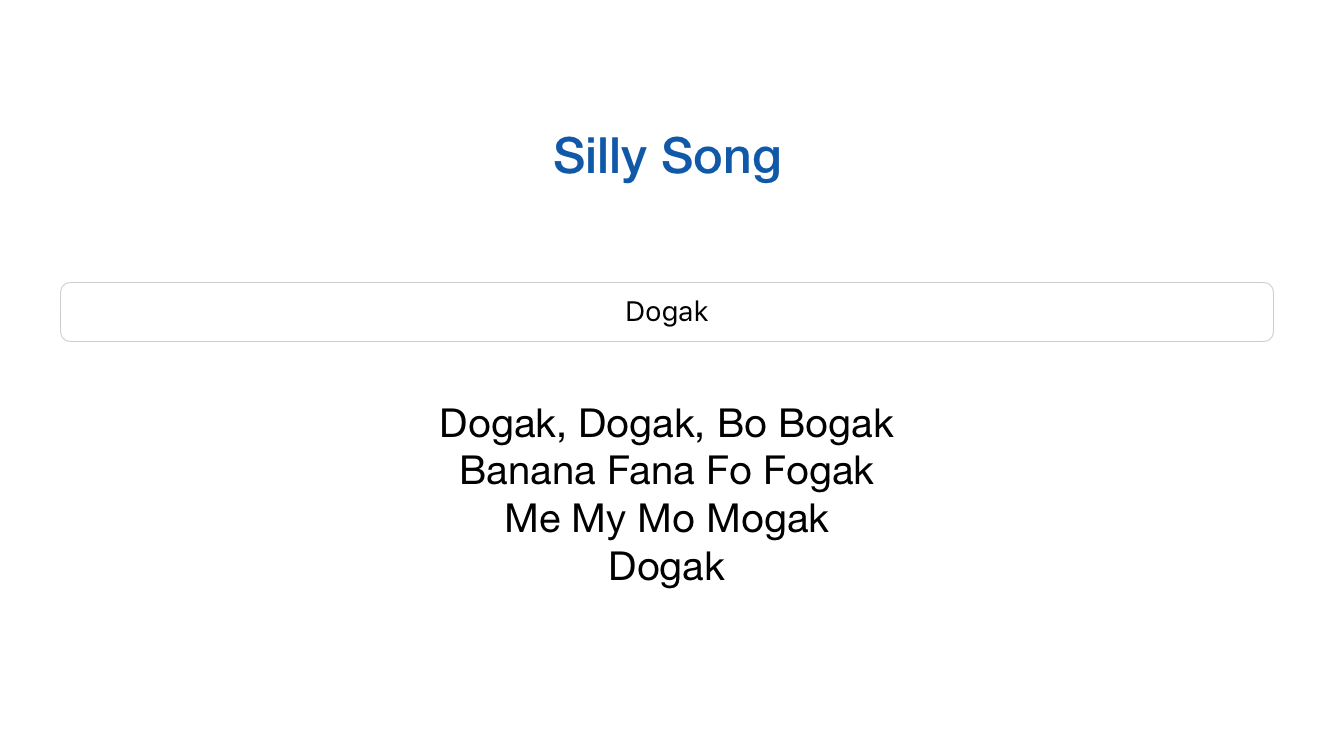 Silly Song
Dogak
Dogak, Dogak, Bo Bogak
Banana Fana Fo Fogak
Me My Mo Mogak
Dogak